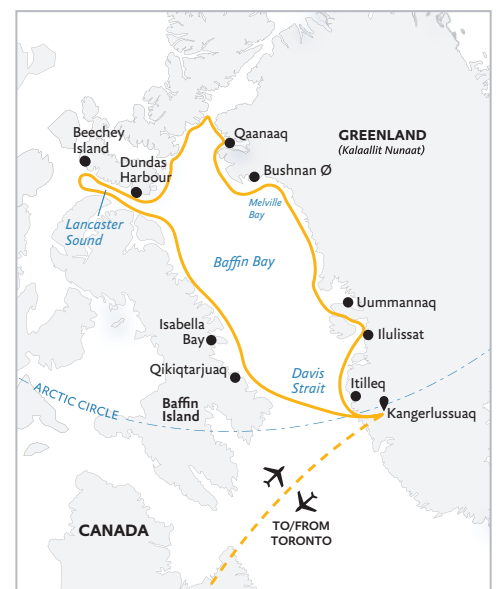 Beechey
Island
Dundas
Harbour
Qaanaaq
GREENLAND
(Kalaallit Nunaat)
Bushnan Ø
Melville
Bay
Lancaster
Sound
Baffin Bay
Uummannaq
Isabella
Bay
Ilulissat
Qikiqtarjuaq
Davis
Strait
Itilleq
ARCTIC CIRCLE
Baffin
Island
Kangerlussuaq
CANADA
TO/FROM
TORONTO